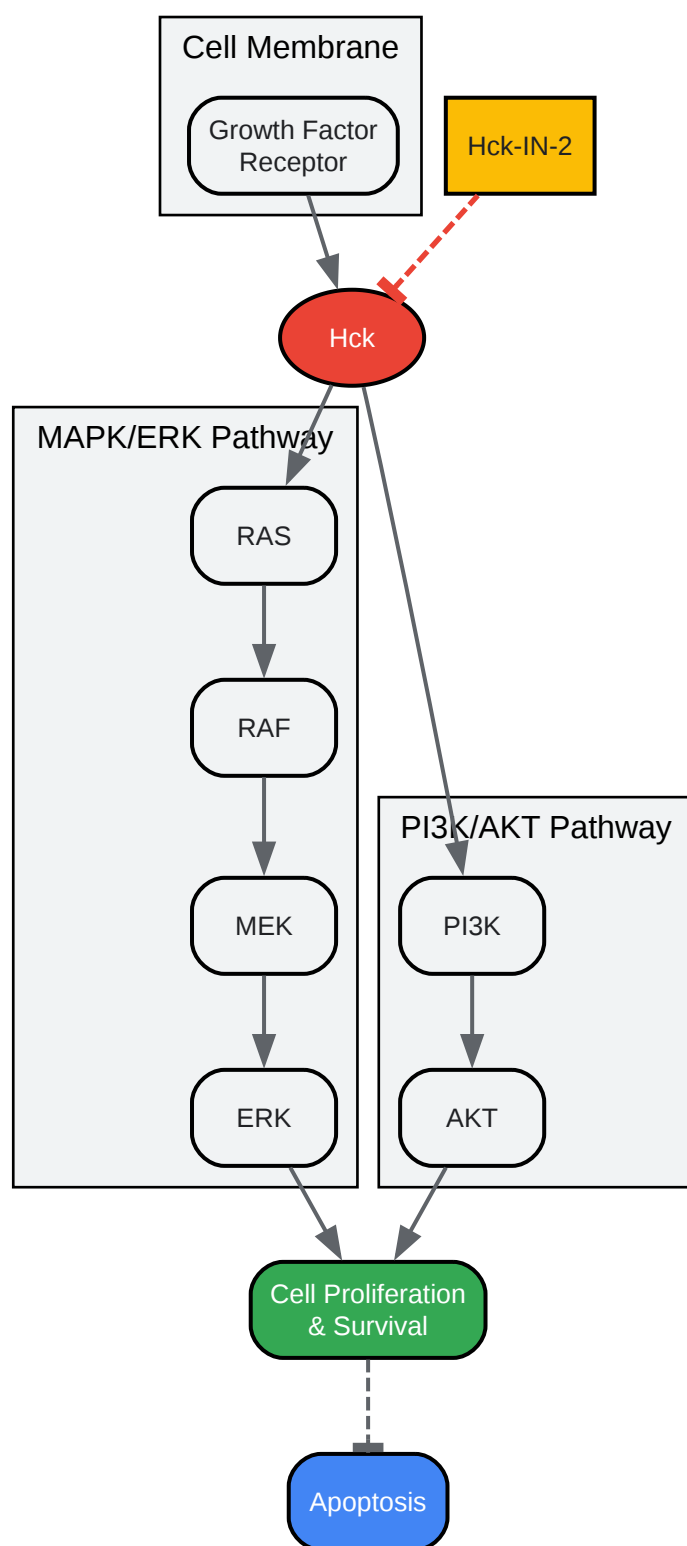 Cell Membrane
Growth Factor
Receptor
Hck-IN-2
Hck
MAPK/ERK Pathway
RAS
RAF
MEK
ERK
PI3K/AKT Pathway
PI3K
AKT
Cell Proliferation
& Survival
Apoptosis